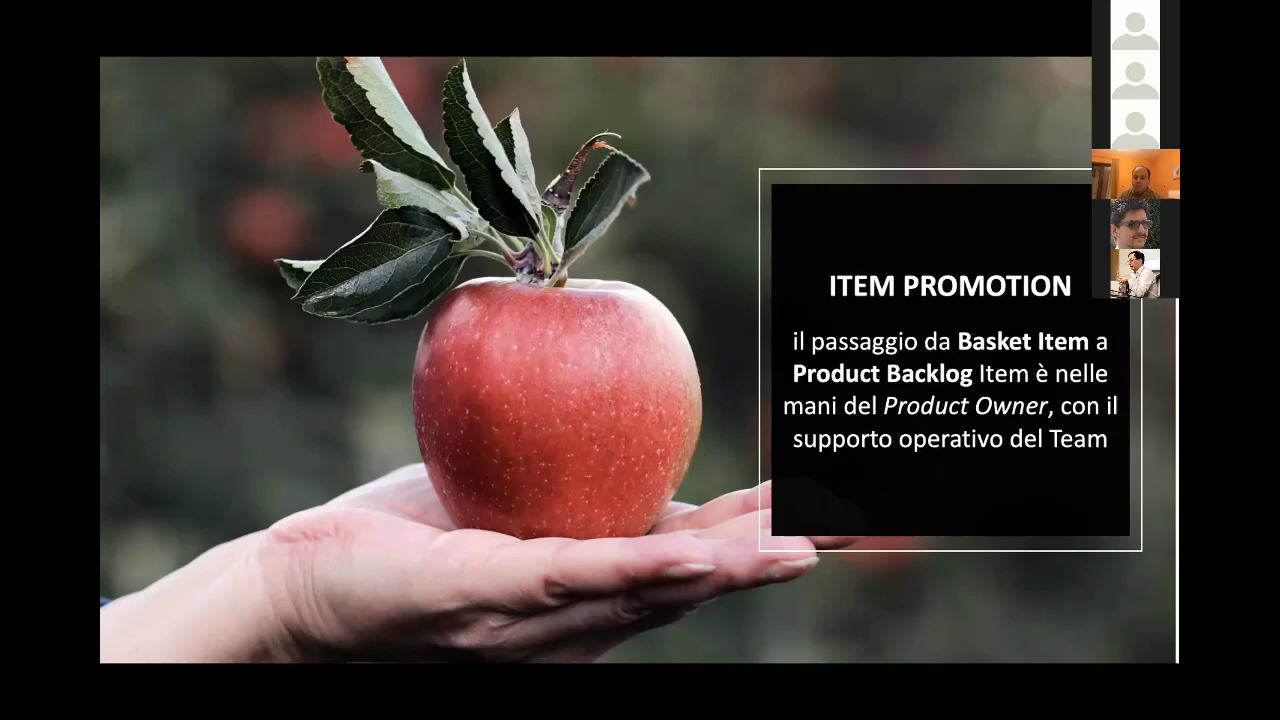 ITEM PROMOTION
il passaggio da Basket Item a
Product Backlog Item è nelle
mani del Product Owner, con il
supporto operativo del Team